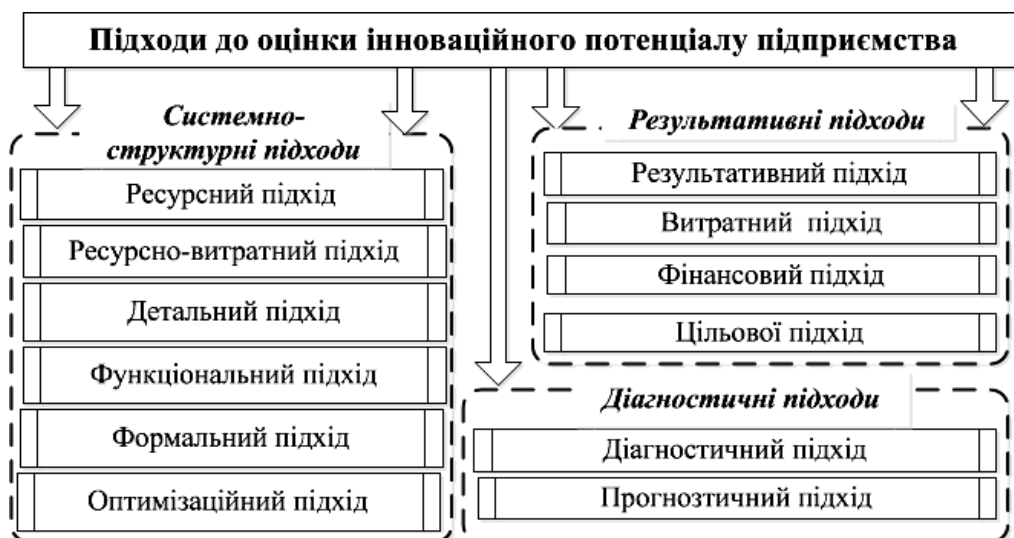 Підходи до оцінки інноваційного потенціалу підприємства
Системно-
структурні підходи
Ресурсний підхід
Ресурсно-витратний підхід
Детальний підхід
Функціональний підхід
Формальний підхід
Оптимізаційний підхід
Результативні підходи
Результативний підхід
Витратний підхід
Фінансовий підхід
Цільової підхід
Діагностичні підходи
Діагностичний підхід
Прогнозтичний підхід